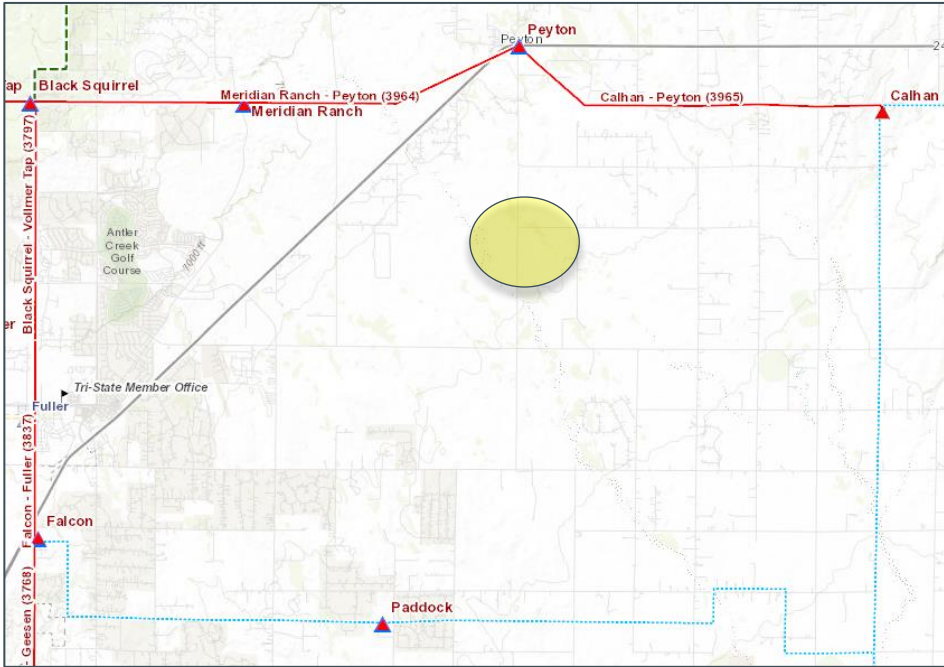 Peyton
Peyton
24
ap
Black Squirrel
Meridian Ranch - Peyton (3964)
Meridian Ranch
Calhan - Peyton (3965)
Calhan
Black Squirrel - Vollmer Tap (3797)
Antler
Creek
Golf
Course
7000 ft
er
Tri-State Member Office
Fuller
Falcon - Fuller (3837)
Falcon
- Geesen (3768)
Paddock